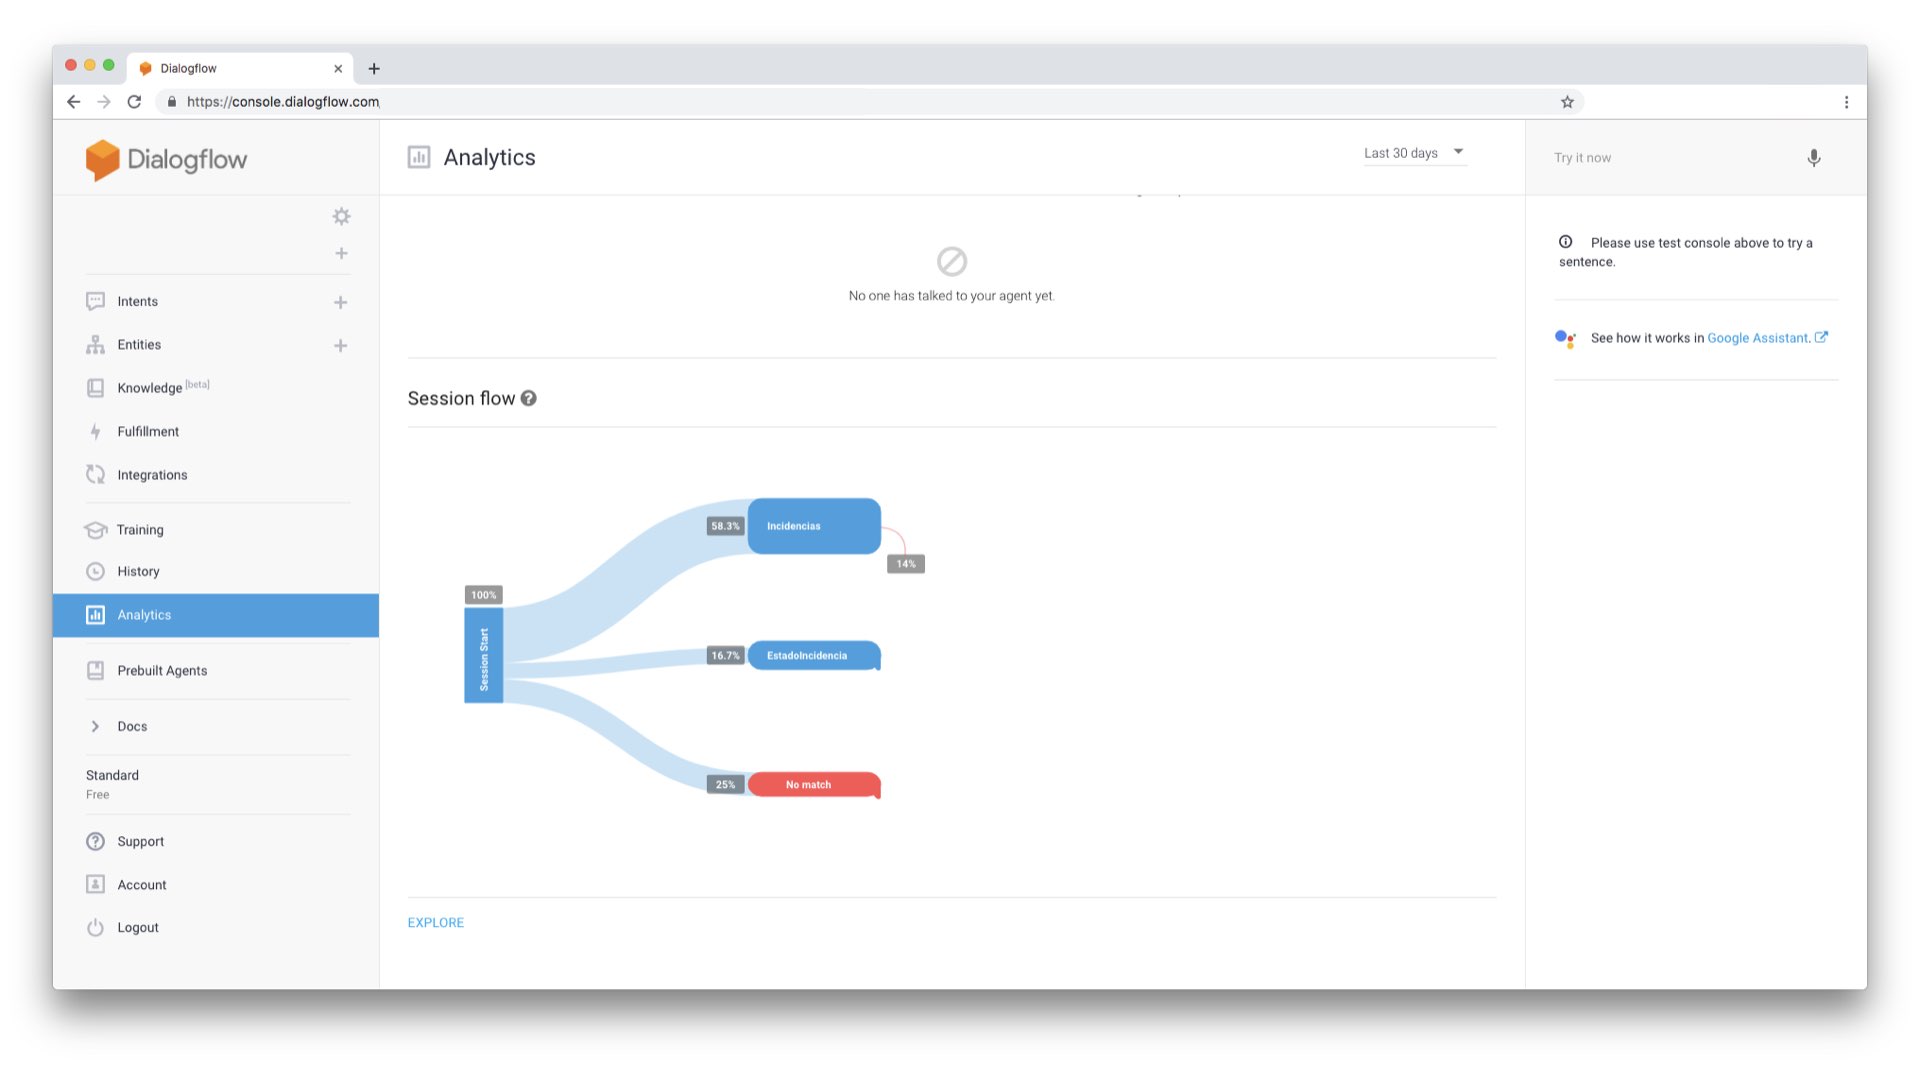 Dialogflow
https://console.dialogflow.com
Dialogflow
Analytics
Last 30 days
Try it now
No one has talked to your agent yet.
Please use test console above to try a
sentence.
See how it works in Google Assistant.
Intents
Entities
Knowledge [beta]
Fulfillment
Integrations
Training
History
Analytics
Prebuilt Agents
Docs
Standard
Free
Support
Account
Logout
Session flow
58.3%
Incidencias
14%
100%
Session Start
16.7%
EstadoIncidencia
25%
No match
EXPLORE